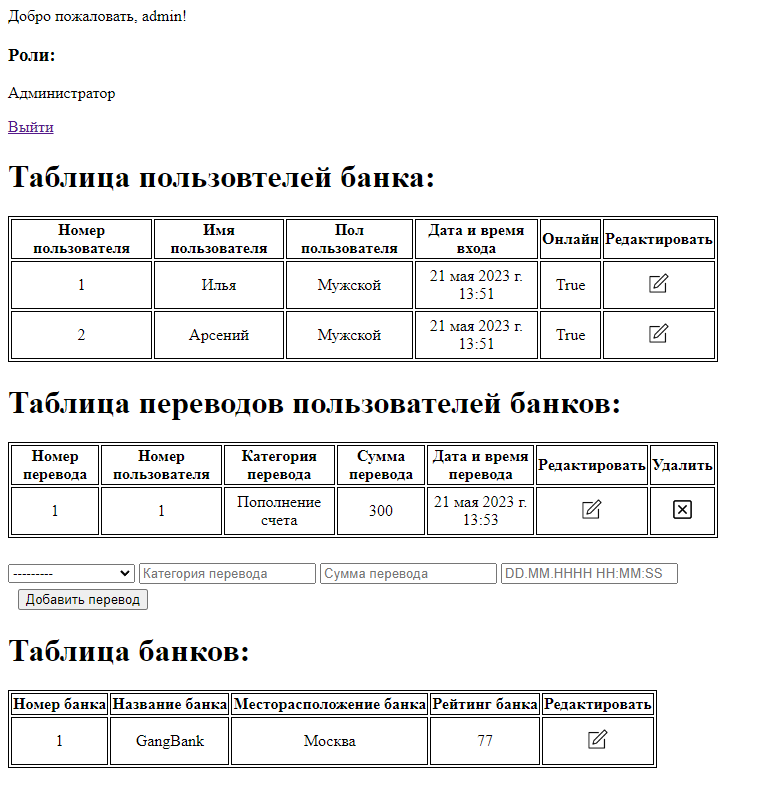 Добро пожаловать, admin!
Роли:
Администратор
Выйти
Таблица пользовтелей банка:
Номер пользователя Имя пользователя Пол пользователя Дата и время входа Онлайн Редактировать
1 Илья Мужской 21 мая 2023 г. 13:51 True
2 Арсений Мужской 21 мая 2023 г. 13:51 True
Таблица переводов пользователей банков:
Номер перевода Номер пользователя Категория перевода Сумма перевода Дата и время перевода Редактировать Удалить
1 1 Пополнение счета 300 21 мая 2023 г. 13:53
--------- Категория перевода Сумма перевода DD.MM.HHHH HH:MM:SS
Добавить перевод
Таблица банков:
Номер банка Название банка Месторасположение банка Рейтинг банка Редактировать
1 GangBank Москва 77